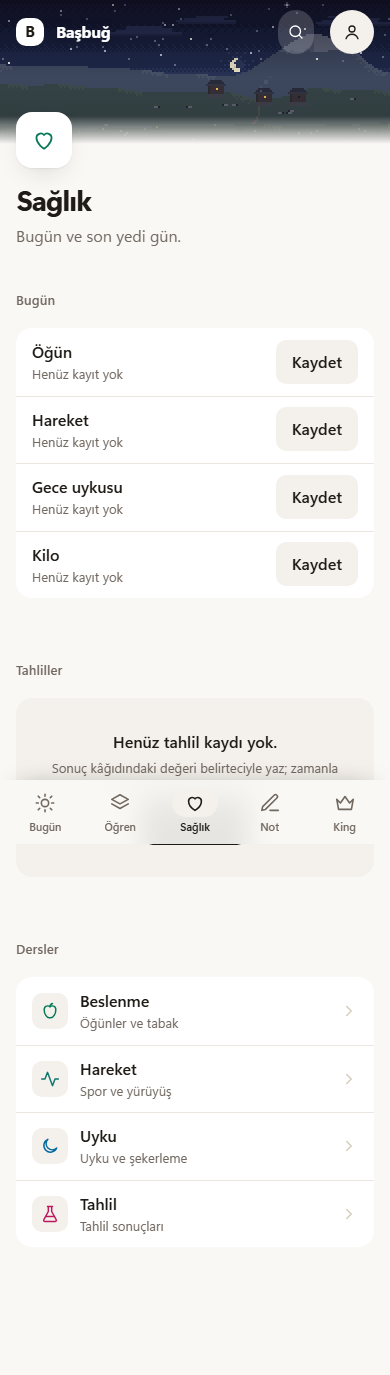 B Başbuğ
Sağlık
Bugün ve son yedi gün.
Bugün
Öğün
Henüz kayıt yok
Kaydet
Hareket
Henüz kayıt yok
Kaydet
Gece uykusu
Henüz kayıt yok
Kaydet
Kilo
Henüz kayıt yok
Kaydet
Tahliller
Henüz tahlil kaydı yok.
Sonuç kâğıdındaki değeri belirteciyle yaz; zamanla
Bugün
Öğren
Sağlık
Not
King
Dersler
Beslenme
Öğünler ve tabak
Hareket
Spor ve yürüyüş
Uyku
Uyku ve şekerleme
Tahlil
Tahlil sonuçları